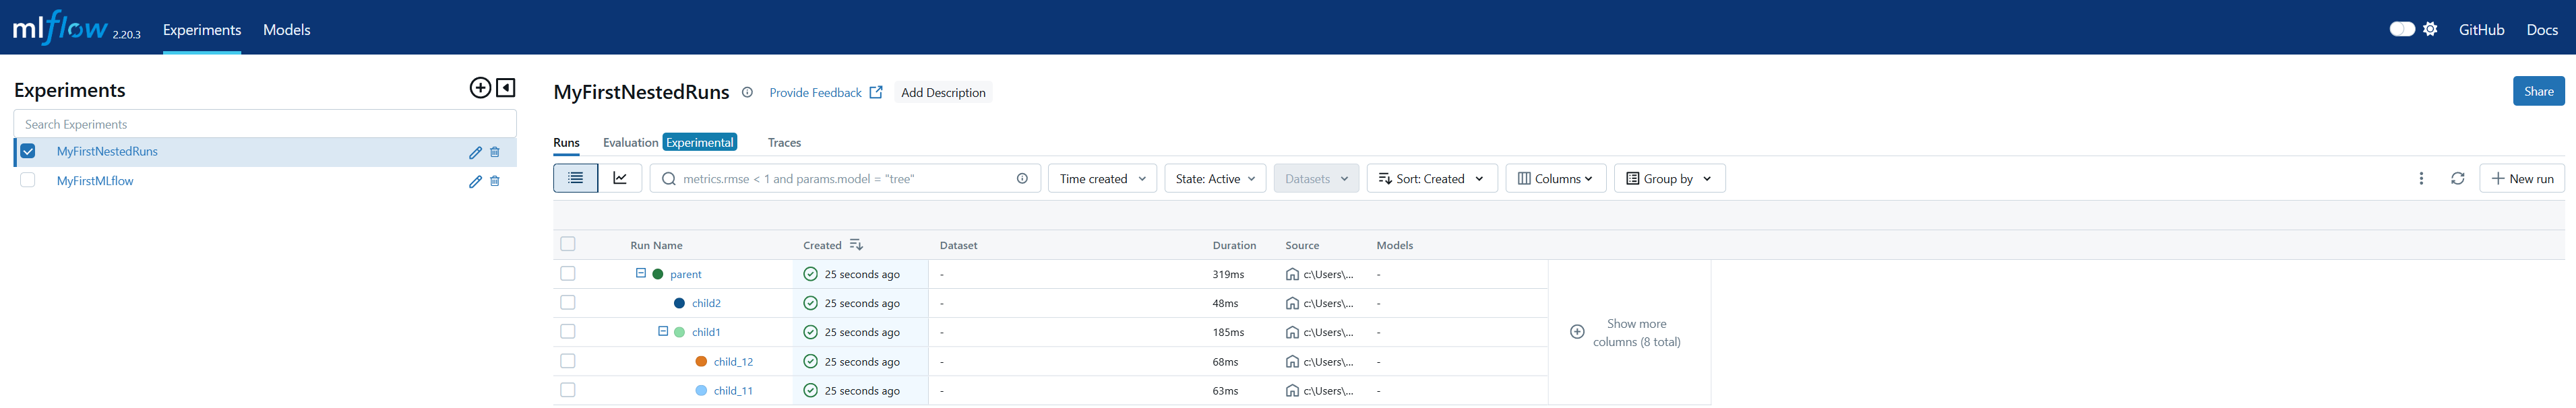 mlflow 2.20.3 Experiments Models GitHub Docs
Experiments
Search Experiments
MyFirstNestedRuns
MyFirstMLflow
MyFirstNestedRuns Provide Feedback Add Description Share
Runs Evaluation Experimental Traces
metrics.rmse < 1 and params.model = "tree" Time created State: Active Datasets Sort: Created Columns Group by New run
Run Name Created Dataset Duration Source Models
parent 25 seconds ago - 319ms c:\Users\... -
child2 25 seconds ago - 48ms c:\Users\... -
child1 25 seconds ago - 185ms c:\Users\... -
child_12 25 seconds ago - 68ms c:\Users\... -
child_11 25 seconds ago - 63ms c:\Users\... -
Show more
columns (8 total)